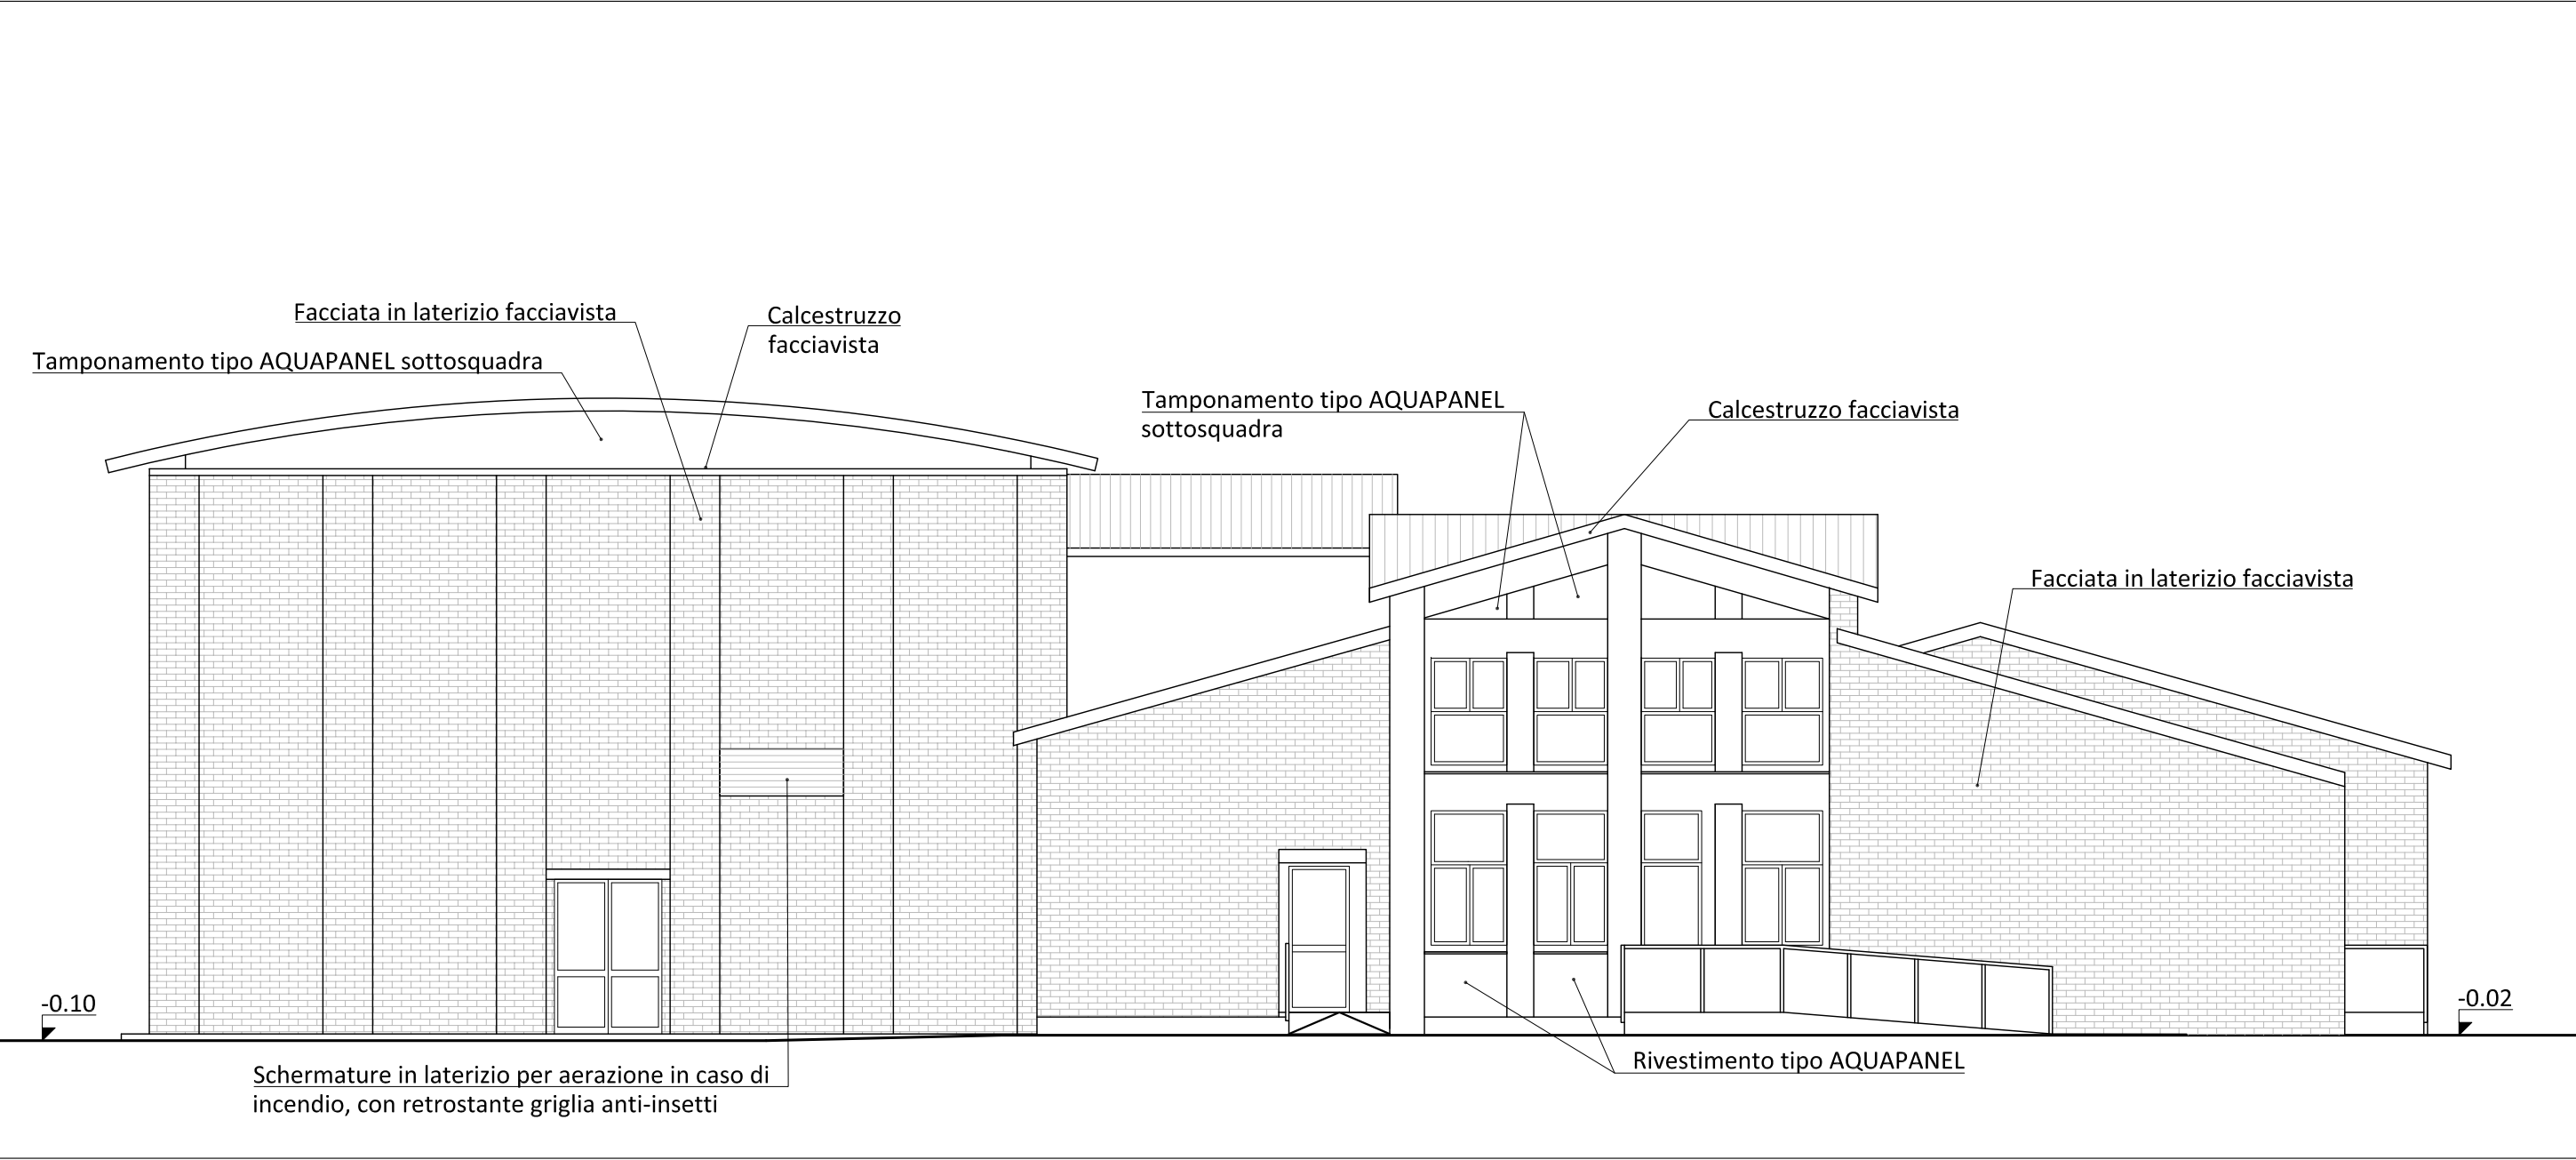 Facciata in laterizio facciavista
Calcestruzzo
facciavista
Tamponamento tipo AQUAPANEL sottosquadra
Tamponamento tipo AQUAPANEL
sottosquadra
Calcestruzzo facciavista
Facciata in laterizio facciavista
-0.10
-0.02
Schermature in laterizio per aerazione in caso di
incendio, con retrostante griglia anti-insetti
Rivestimento tipo AQUAPANEL